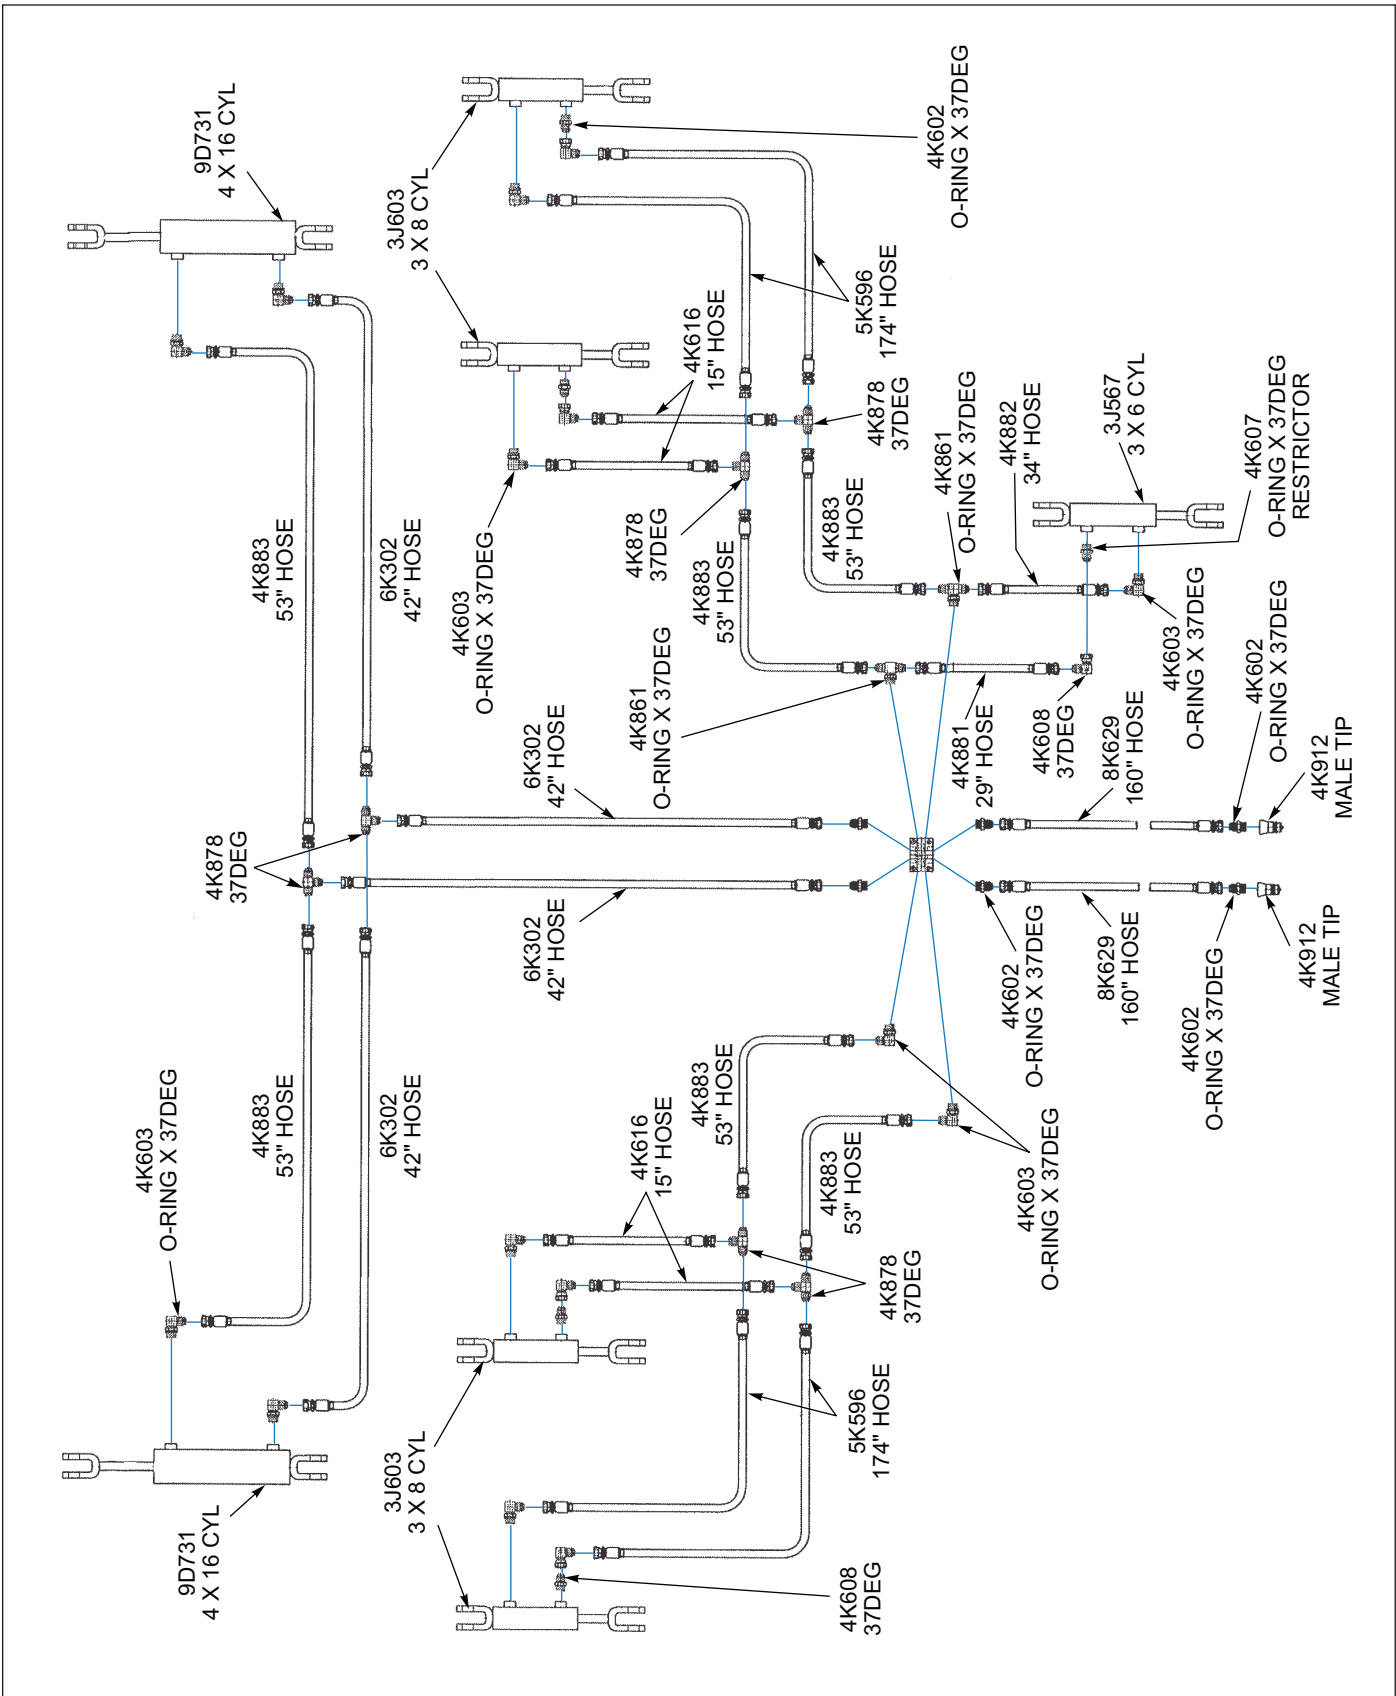 9D731
4 X 16 CYL
3J603
3 X 8 CYL
4K602
O-RING X 37DEG
4K883
53" HOSE
6K302
42" HOSE
4K616
15" HOSE
5K596
174" HOSE
4K878
37DEG
4K603
O-RING X 37DEG
4K878
37DEG
4K883
53" HOSE
4K883
53" HOSE
4K861
O-RING X 37DEG
4K882
34" HOSE
3J567
3 X 6 CYL
4K607
O-RING X 37DEG
RESTRICTOR
4K861
O-RING X 37DEG
4K881
29" HOSE
4K608
37DEG
4K603
O-RING X 37DEG
6K302
42" HOSE
8K629
160" HOSE
4K602
O-RING X 37DEG
4K912
MALE TIP
4K878
37DEG
6K302
42" HOSE
4K602
O-RING X 37DEG
8K629
160" HOSE
4K602
O-RING X 37DEG
4K912
MALE TIP
4K603
O-RING X 37DEG
4K883
53" HOSE
6K302
42" HOSE
4K616
15" HOSE
4K883
53" HOSE
4K883
53" HOSE
4K603
O-RING X 37DEG
4K878
37DEG
9D731
4 X 16 CYL
3J603
3 X 8 CYL
5K596
174" HOSE
4K608
37DEG